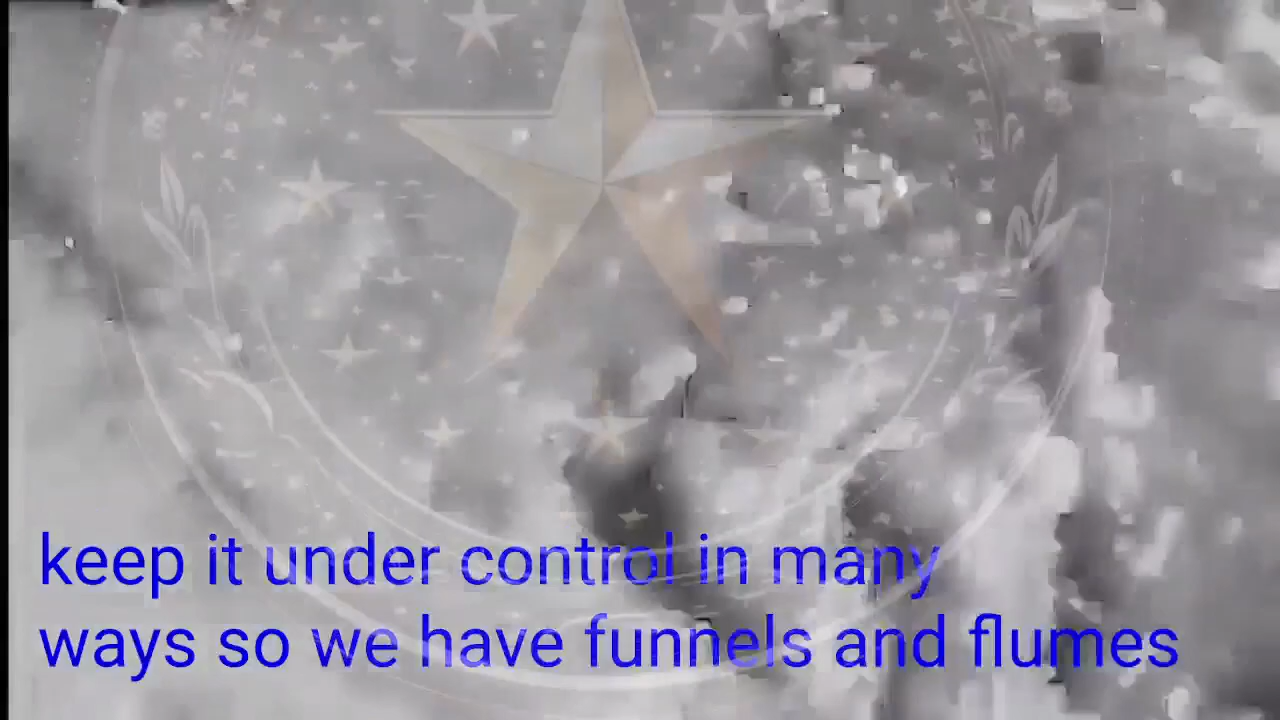 keep it under control in many
ways so we have funnels and flumes